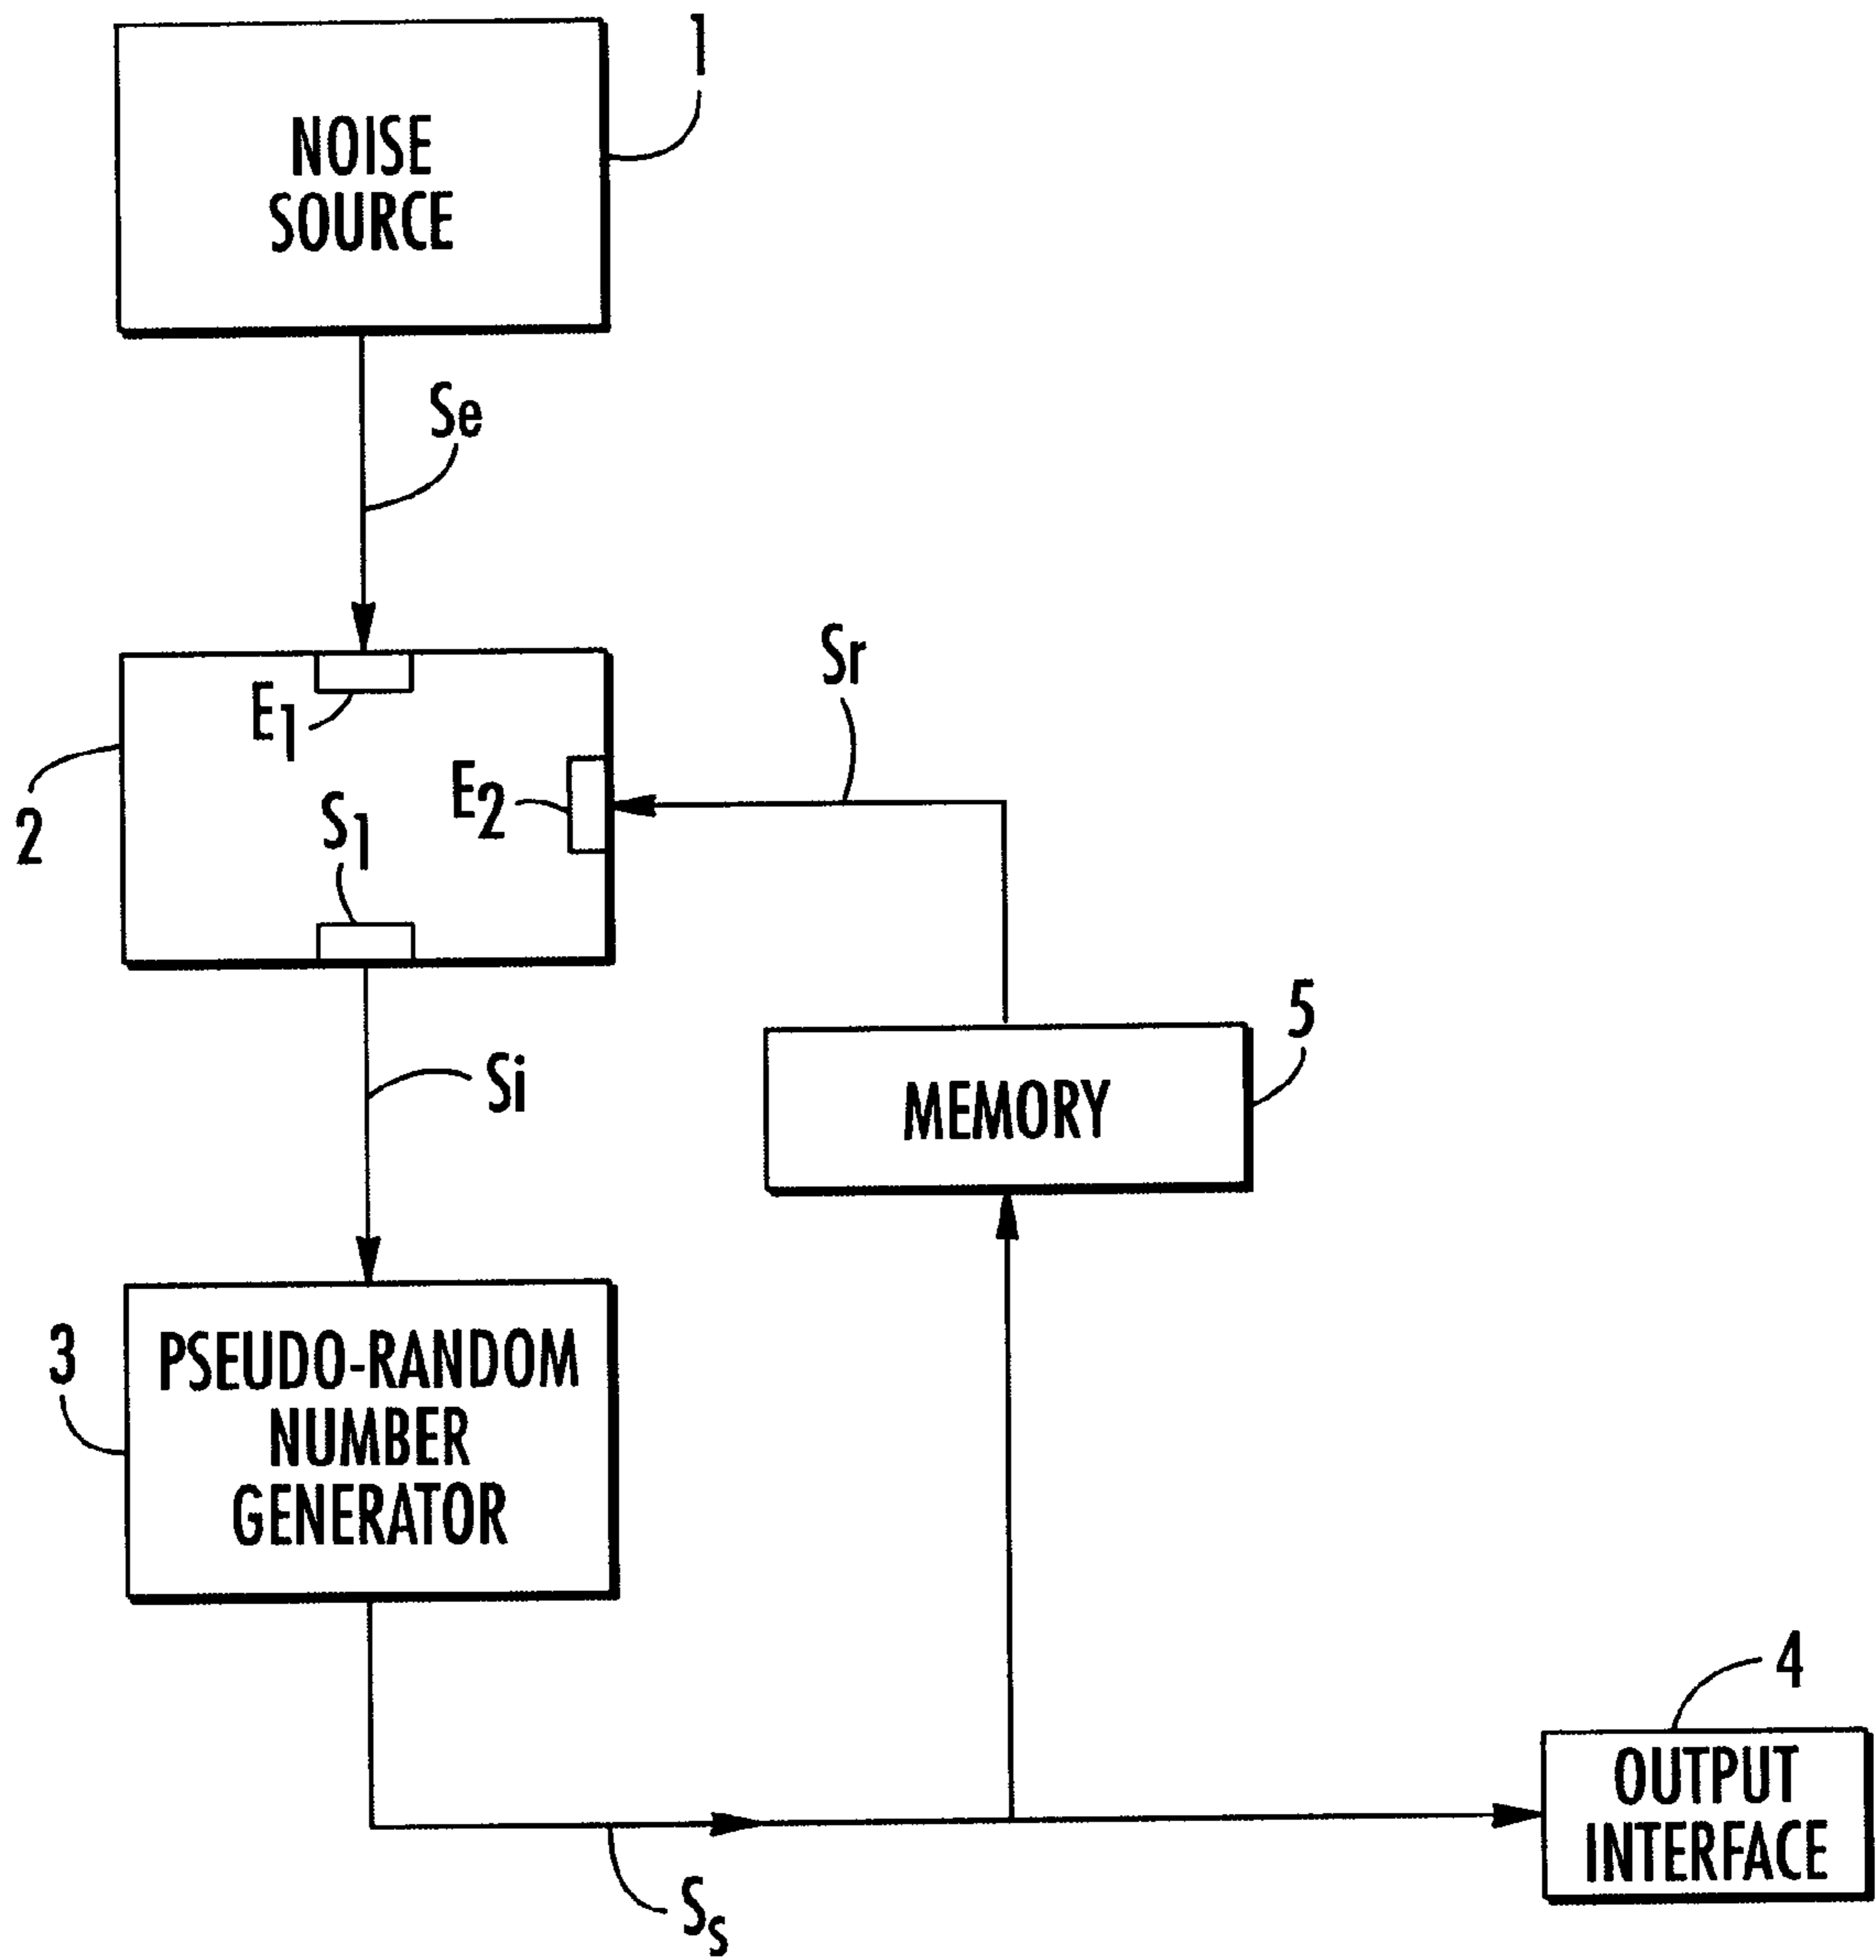 1
NOISE
SOURCE
Se
E1
Sr
E2
2
S1
5
Si
MEMORY
3
PSEUDO-RANDOM
NUMBER
GENERATOR
4
OUTPUT
INTERFACE
Ss